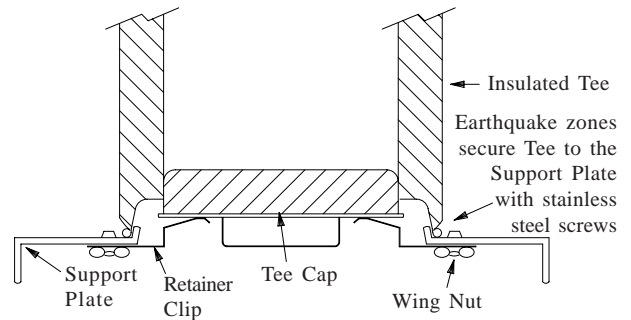 Insulated Tee
Earthquake zones
secure Tee to the
Support Plate
with stainless
steel screws
Support
Plate
Retainer
Clip
Tee Cap
Wing Nut